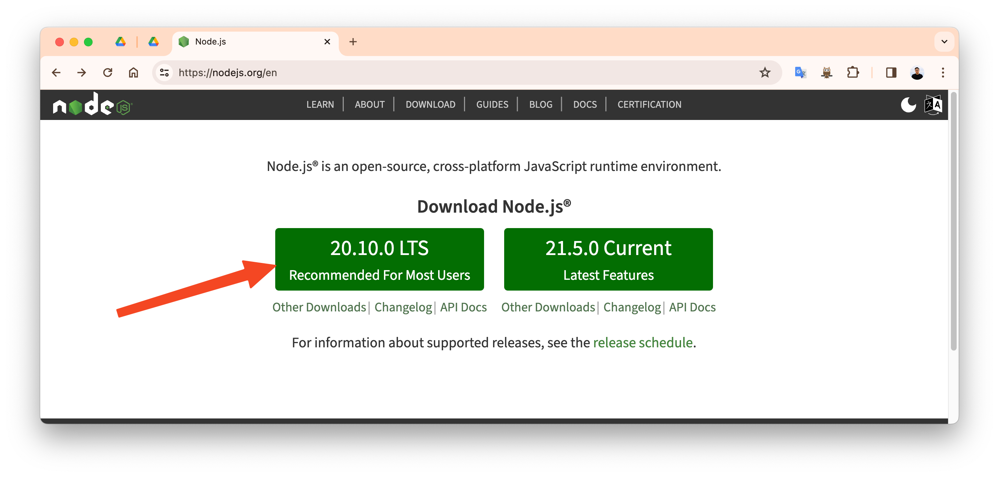 Node.js
https://nodejs.org/en
node JS®
LEARN | ABOUT | DOWNLOAD | GUIDES | BLOG | DOCS | CERTIFICATION
Node.js® is an open-source, cross-platform JavaScript runtime environment.
Download Node.js®
20.10.0 LTS
Recommended For Most Users
Other Downloads | Changelog | API Docs
21.5.0 Current
Latest Features
Other Downloads | Changelog | API Docs
For information about supported releases, see the release schedule.